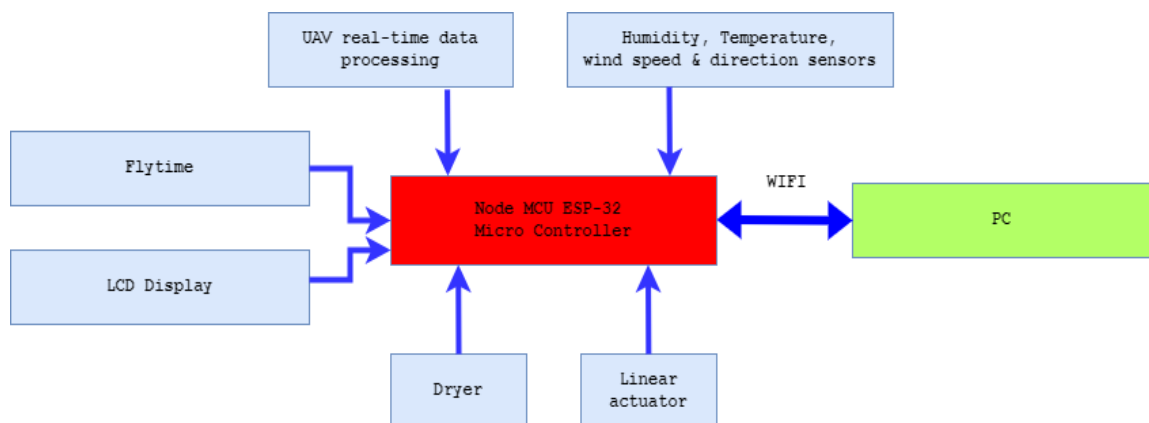 UAV real-time data
processing
Humidity, Temperature,
wind speed & direction sensors
Flytime
Node MCU ESP-32
Micro Controller
WIFI
PC
LCD Display
Dryer
Linear
actuator